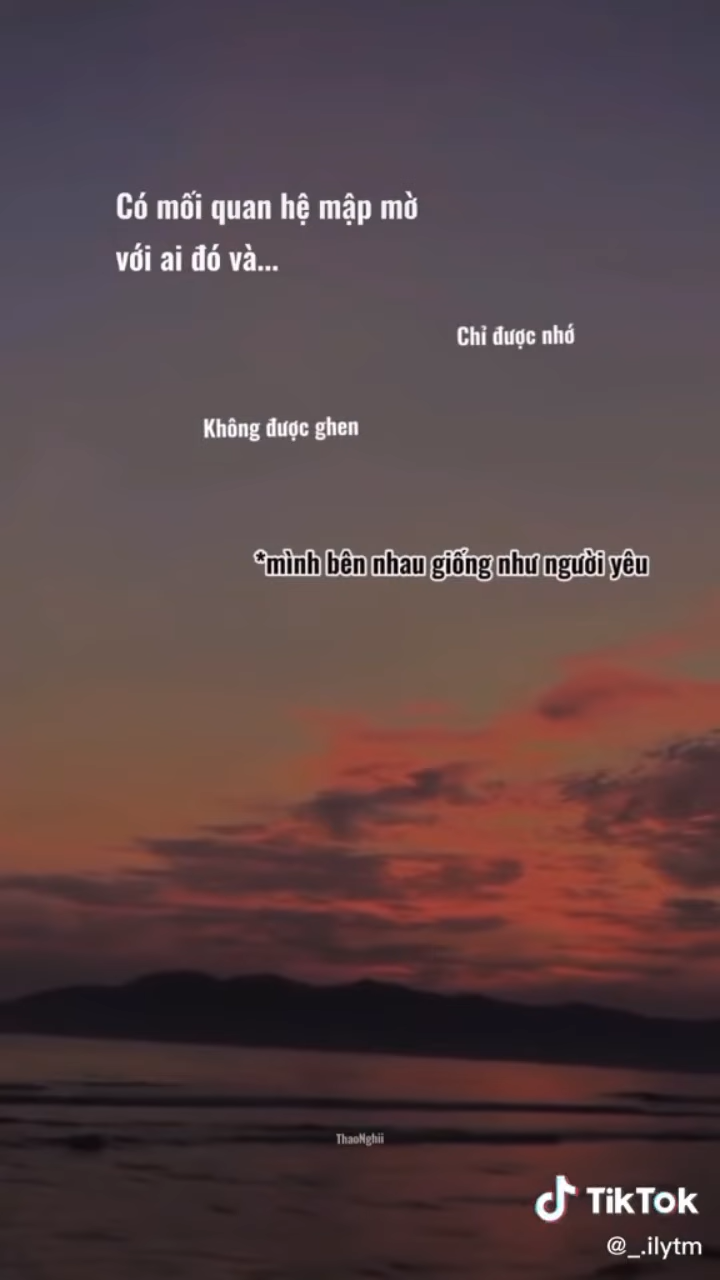 Có mối quan hệ mập mờ
với ai đó và...
Chỉ được nhớ
Không được ghen
*mình bên nhau giống như người yêu
ThaoNghii
TikTok
@_.ilytm